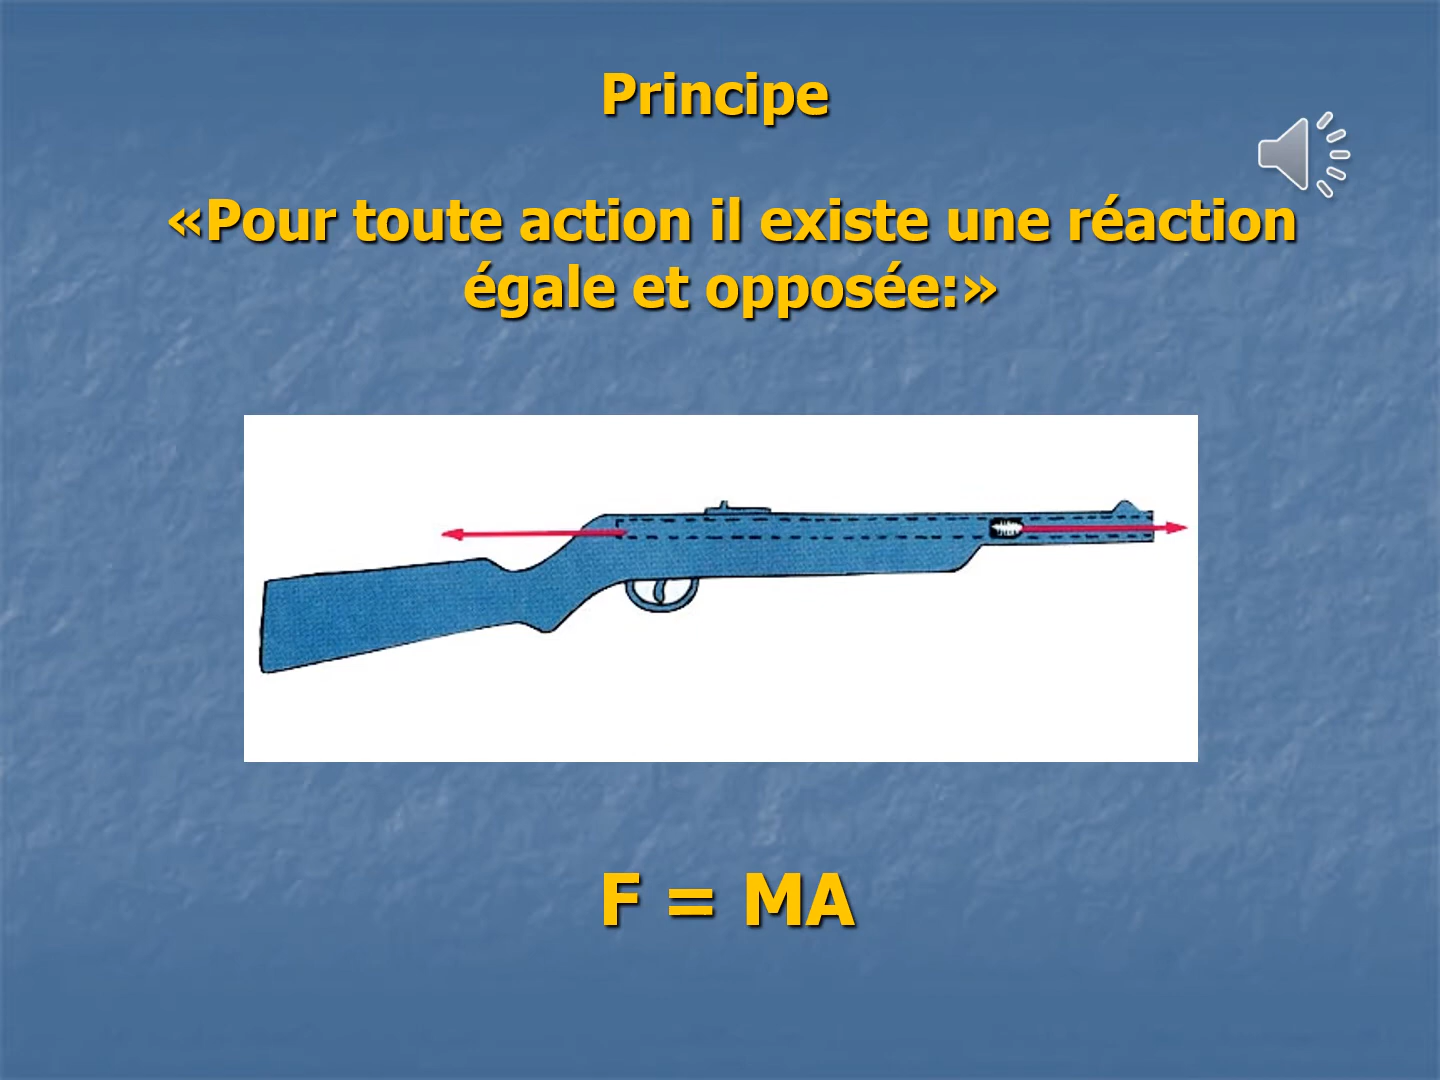 Principe
«Pour toute action il existe une réaction
égale et opposée:»
F = MA